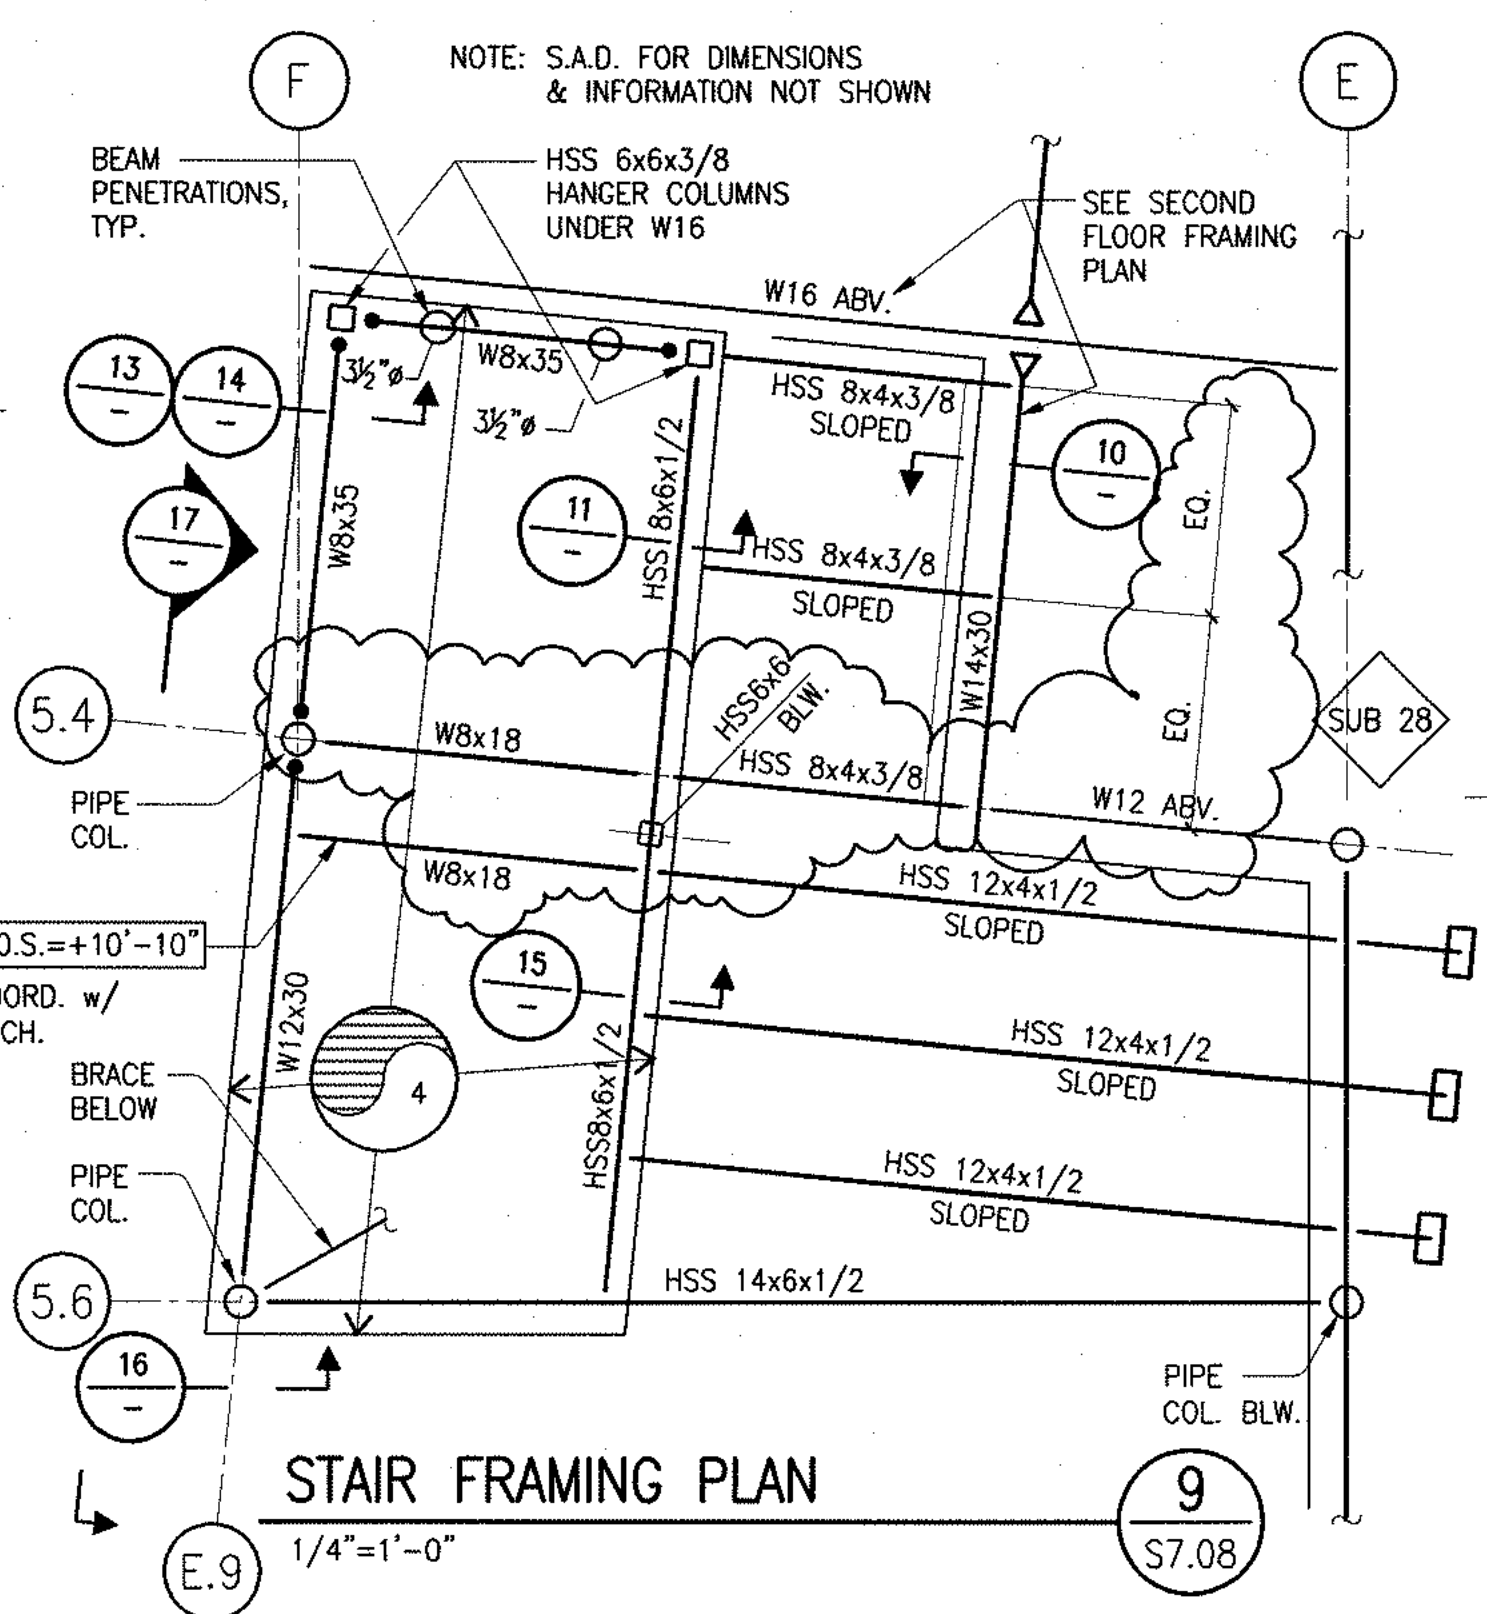 F
E
NOTE: S.A.D. FOR DIMENSIONS
& INFORMATION NOT SHOWN
BEAM
PENETRATIONS,
TYP.
HSS 6x6x3/8
HANGER COLUMNS
UNDER W16
SEE SECOND
FLOOR FRAMING
PLAN
W16 ABV.
13
-
14
-
3½"ø
W8x35
3½"ø
HSS 8x4x3/8
SLOPED
10
-
17
-
W8x35
11
-
HSS 8x6x1/2
HSS 8x4x3/8
SLOPED
EQ.
W14x30
EQ.
SUB 28
5.4
W8x18
HSS6x6
BLW.
HSS 8x4x3/8
W12 ABV.
PIPE
COL.
W8x18
HSS 12x4x1/2
SLOPED
O.S.=+10'-10"
OORD. w/
CH.
15
-
W12x30
HSS 12x4x1/2
SLOPED
BRACE
BELOW
4
HSS8x6x1/2
PIPE
COL.
HSS 12x4x1/2
SLOPED
5.6
HSS 14x6x1/2
16
-
PIPE
COL. BLW.
STAIR FRAMING PLAN
1/4"=1'-0"
9
S7.08
E.9